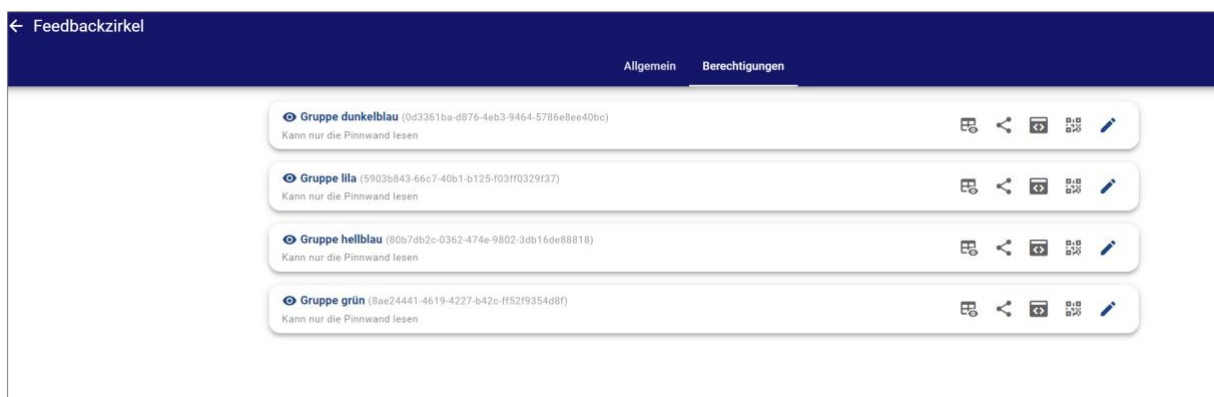 Feedbackzirkel
Allgemein Berechtigungen
Gruppe dunkelblau (0d3361ba-d876-4eb3-9464-5786e8ee40bc)
Kann nur die Pinnwand lesen
Gruppe lila (5903b843-66c7-40b1-b125-f03ff0329f37)
Kann nur die Pinnwand lesen
Gruppe hellblau (80b7db2c-0362-474e-9802-3db16de88818)
Kann nur die Pinnwand lesen
Gruppe grün (8ae24441-4619-4227-b42c-ff52f9354d8f)
Kann nur die Pinnwand lesen